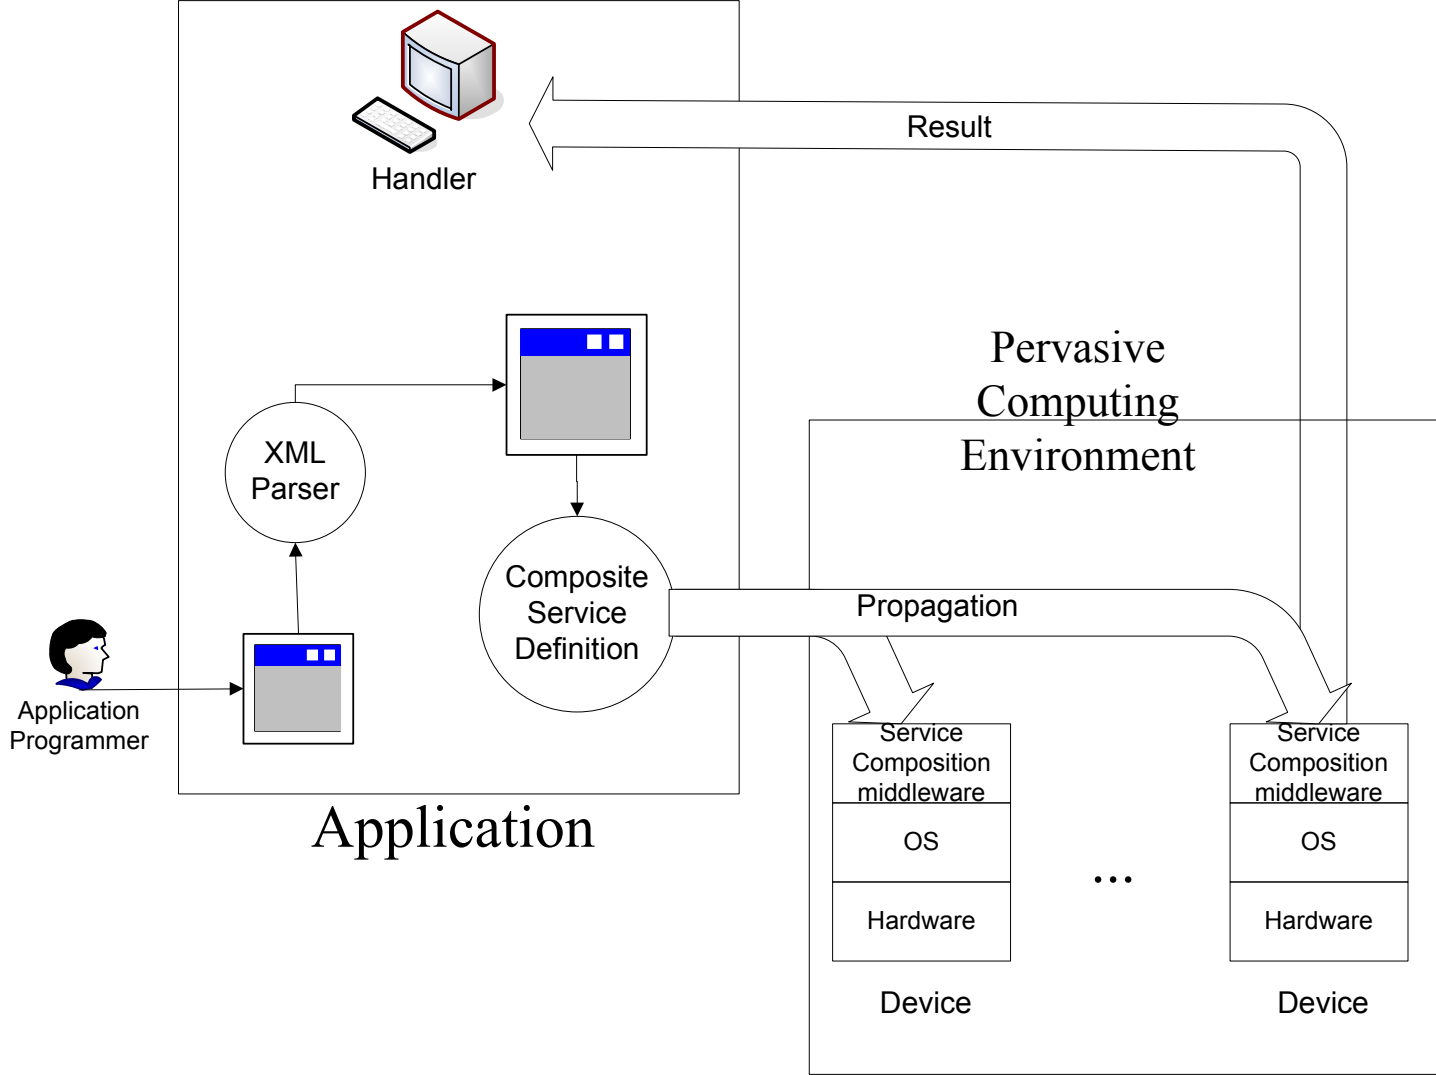 Result
Handler
Pervasive
Computing
Environment
XML
Parser
Composite
Service
Definition
Propagation
Application
Programmer
Application
Service
Composition
middleware
OS
Hardware
Device
...
Service
Composition
middleware
OS
Hardware
Device